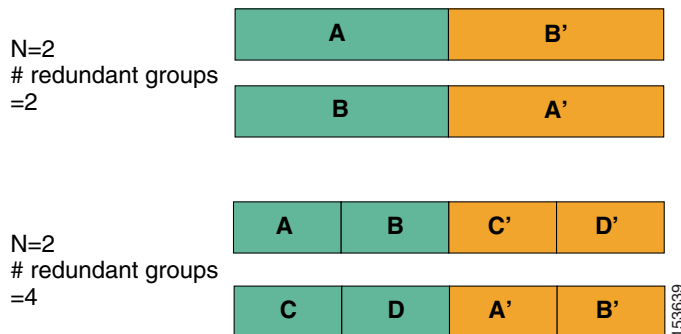 A B’
N=2
# redundant groups
=2
B A’
A B C’ D’
N=2
# redundant groups
=4
C D A’ B’
153639